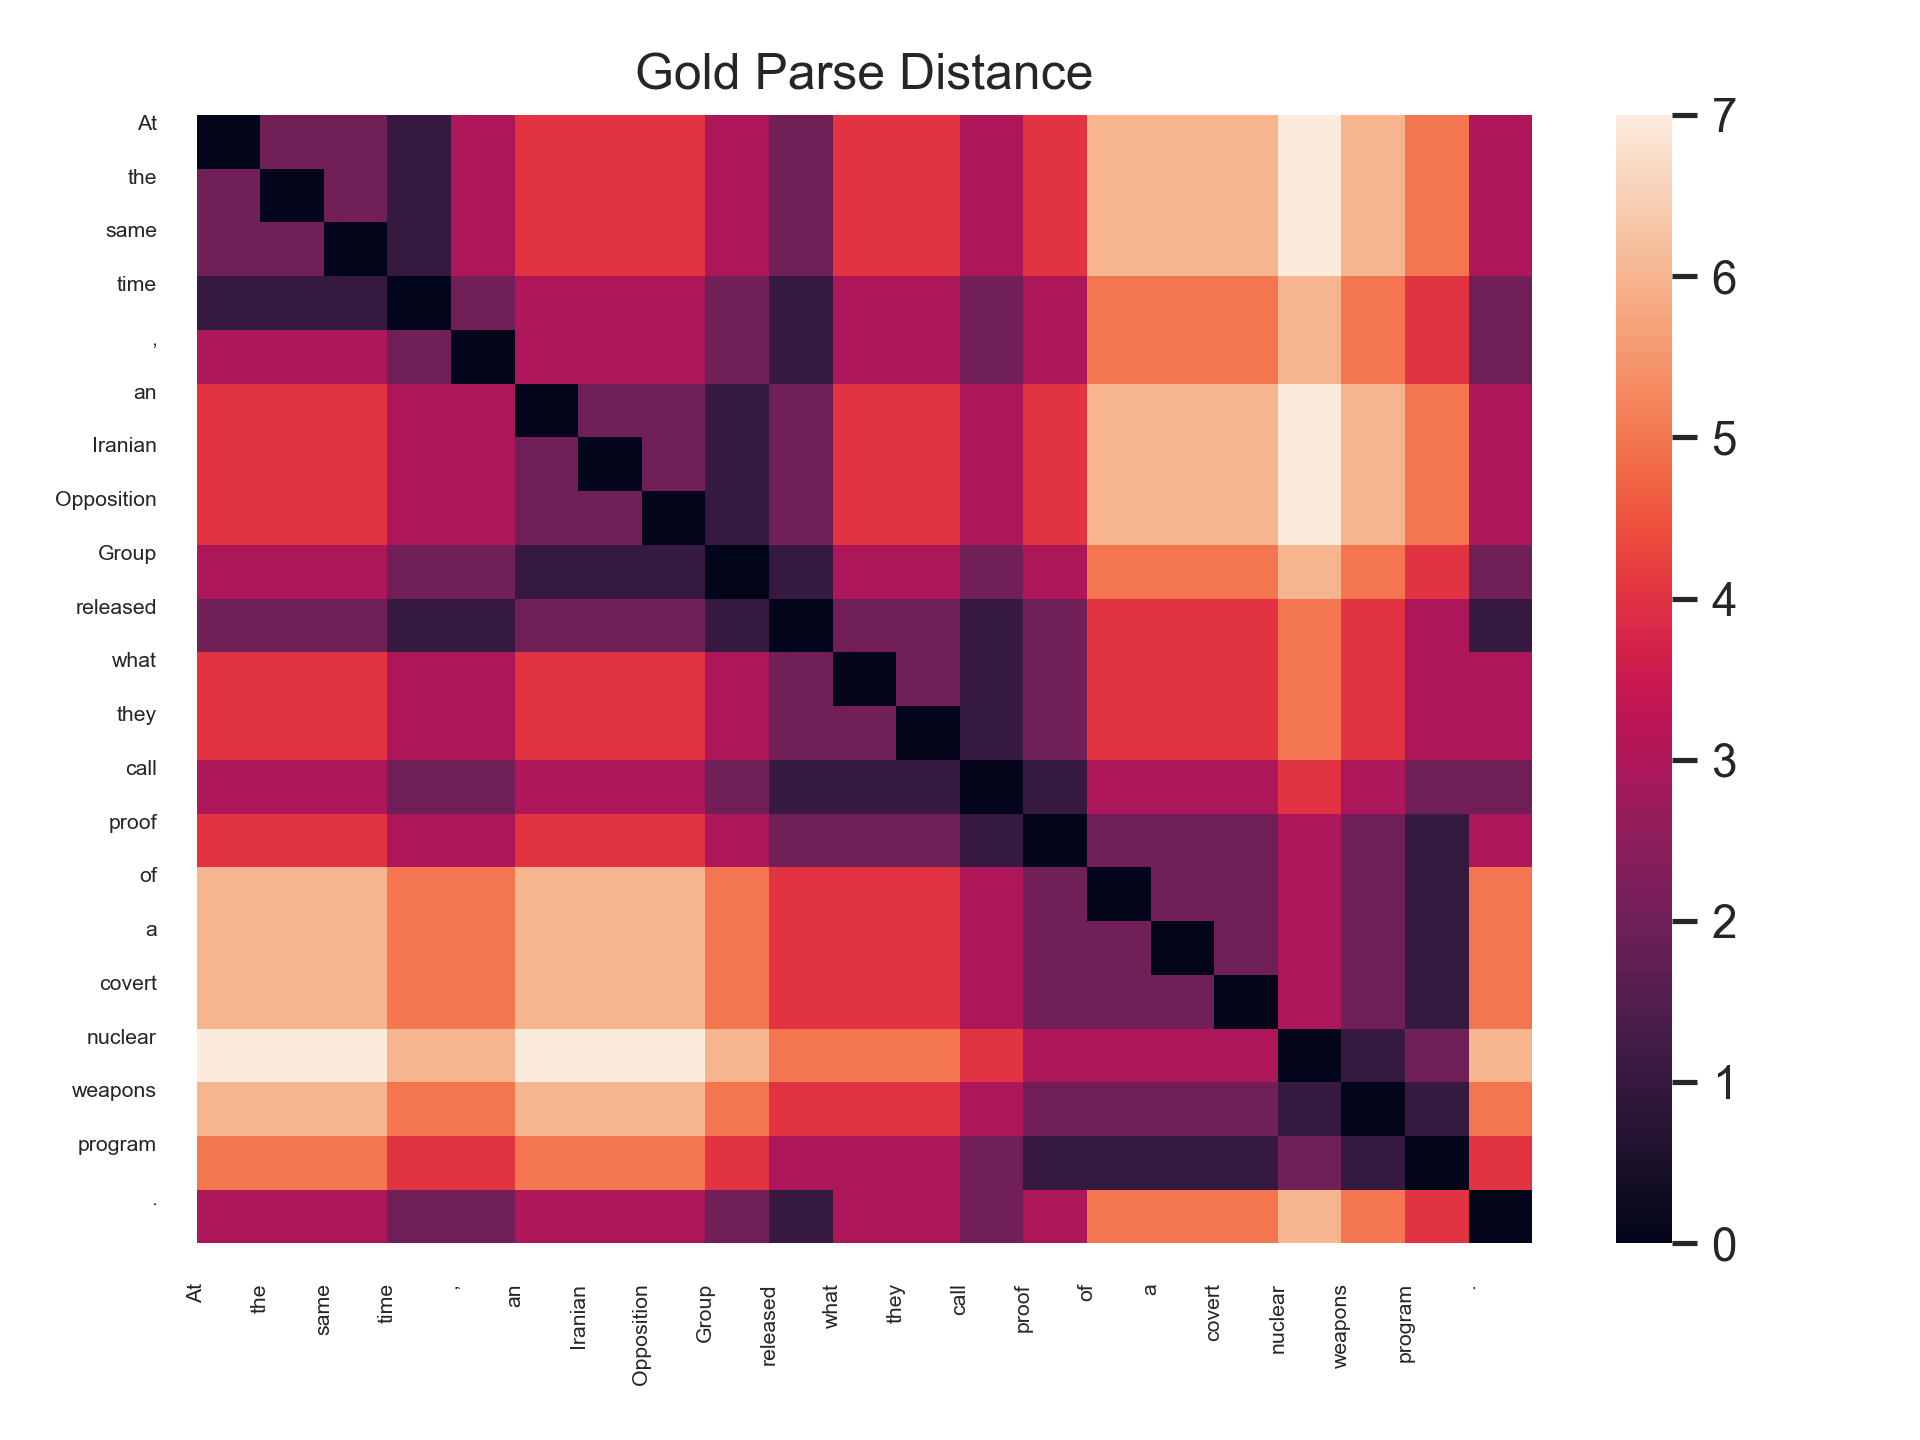 Gold Parse Distance
At
the
same
time
,
an
Iranian
Opposition
Group
released
what
they
call
proof
of
a
covert
nuclear
weapons
program
.
At
the
same
time
,
an
Iranian
Opposition
Group
released
what
they
call
proof
of
a
covert
nuclear
weapons
program
.
7
6
5
4
3
2
1
0